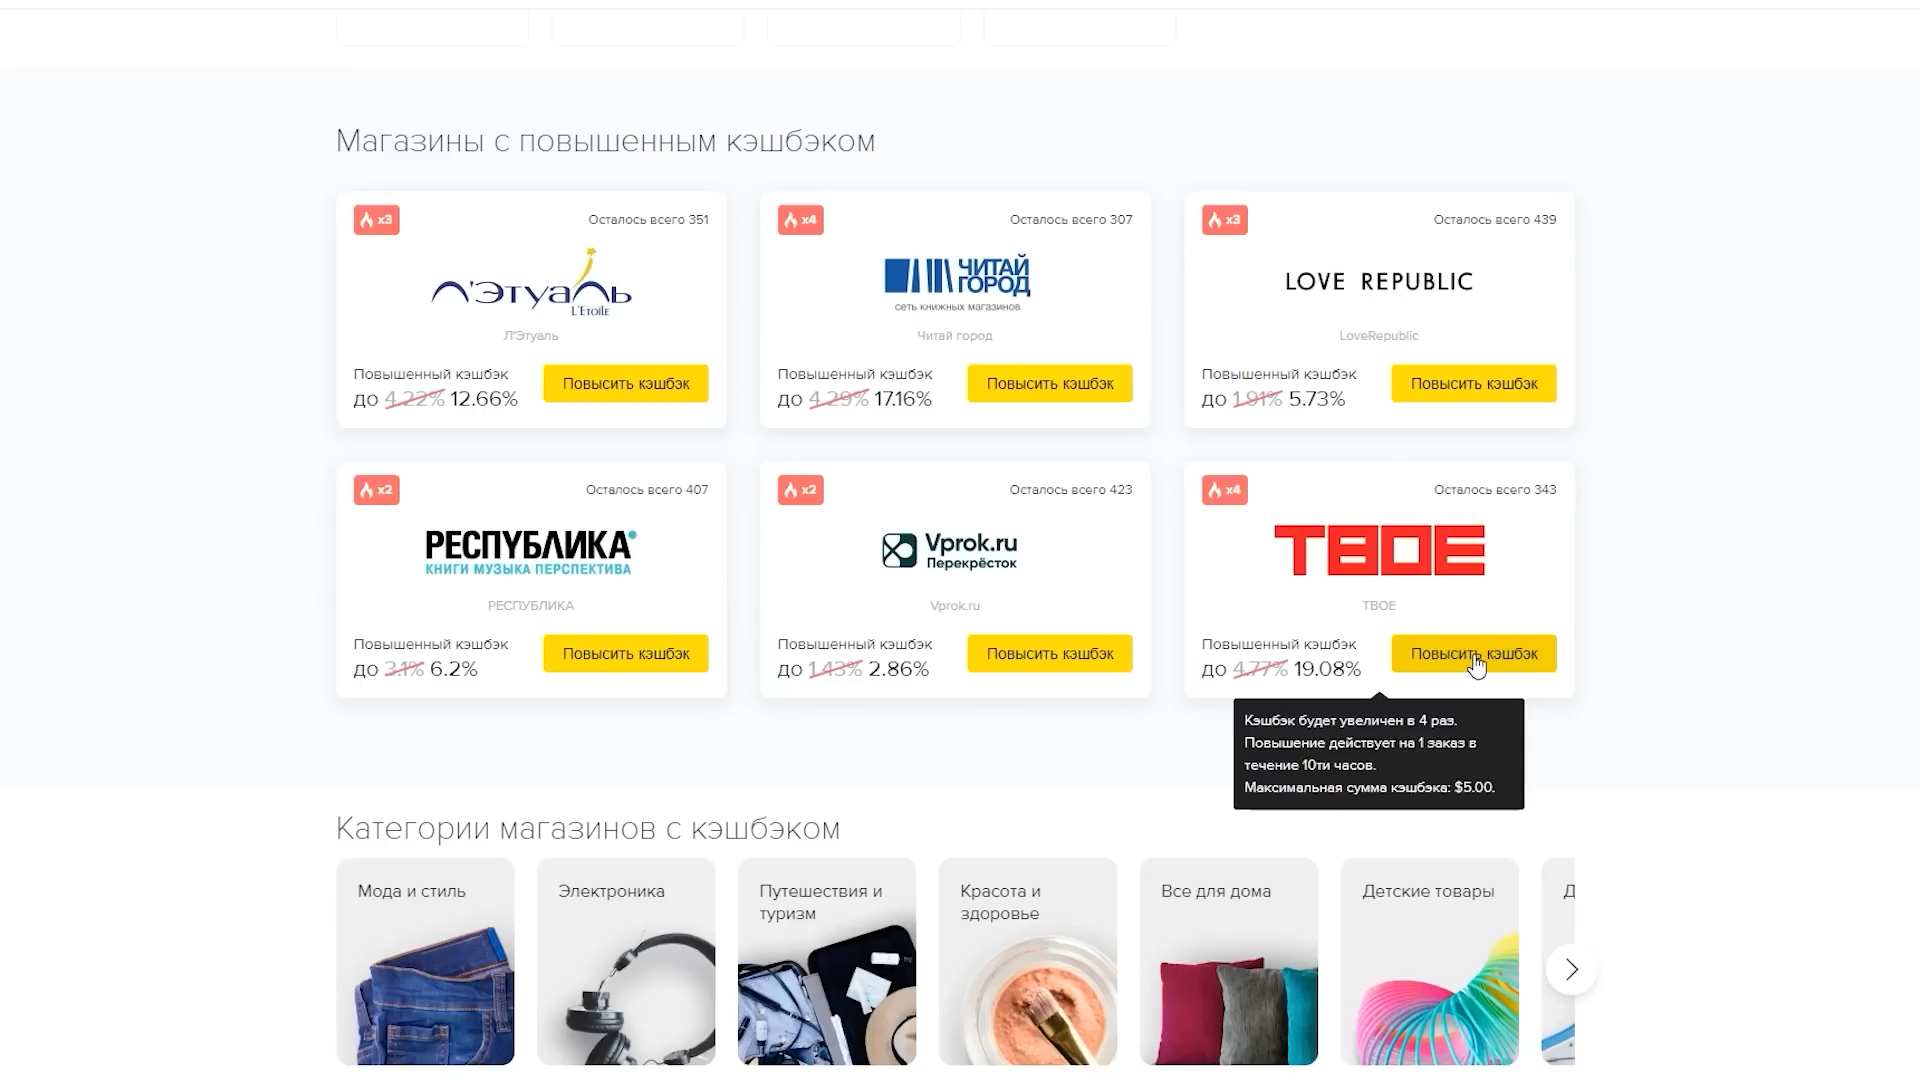 Магазины с повышенным кэшбэком
x3
Осталось всего 351
Л'Этуаль
L'Etoile
Л'Этуаль
Повышенный кэшбэк
до 4.22% 12.66%
Повысить кэшбэк
x4
Осталось всего 307
ЧИТАЙ
ГОРОД
сеть книжных магазинов
Читай город
Повышенный кэшбэк
до 4.29% 17.16%
Повысить кэшбэк
x3
Осталось всего 439
LOVE REPUBLIC
LoveRepublic
Повышенный кэшбэк
до 1.91% 5.73%
Повысить кэшбэк
x2
Осталось всего 407
РЕСПУБЛИКА
КНИГИ МУЗЫКА ПЕРСПЕКТИВА
РЕСПУБЛИКА
Повышенный кэшбэк
до 3.1% 6.2%
Повысить кэшбэк
x2
Осталось всего 423
Vprok.ru
Перекрёсток
Vprok.ru
Повышенный кэшбэк
до 1.43% 2.86%
Повысить кэшбэк
x4
Осталось всего 343
ТВОЕ
ТВОЕ
Повышенный кэшбэк
до 4.77% 19.08%
Повысить кэшбэк
Кэшбэк будет увеличен в 4 раз.
Повышение действует на 1 заказ в
течение 10ти часов.
Максимальная сумма кэшбэка: $5.00.
Категории магазинов с кэшбэком
Мода и стиль
Электроника
Путешествия и
туризм
Красота и
здоровье
Все для дома
Детские товары
Д